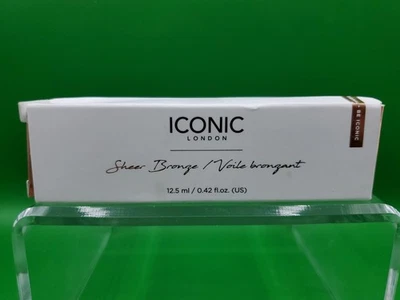 ICONIC
LONDON
Sheer Bronze / Voile bronzant
12.5 ml / 0.42 fl.oz. (US)
BE ICONIC